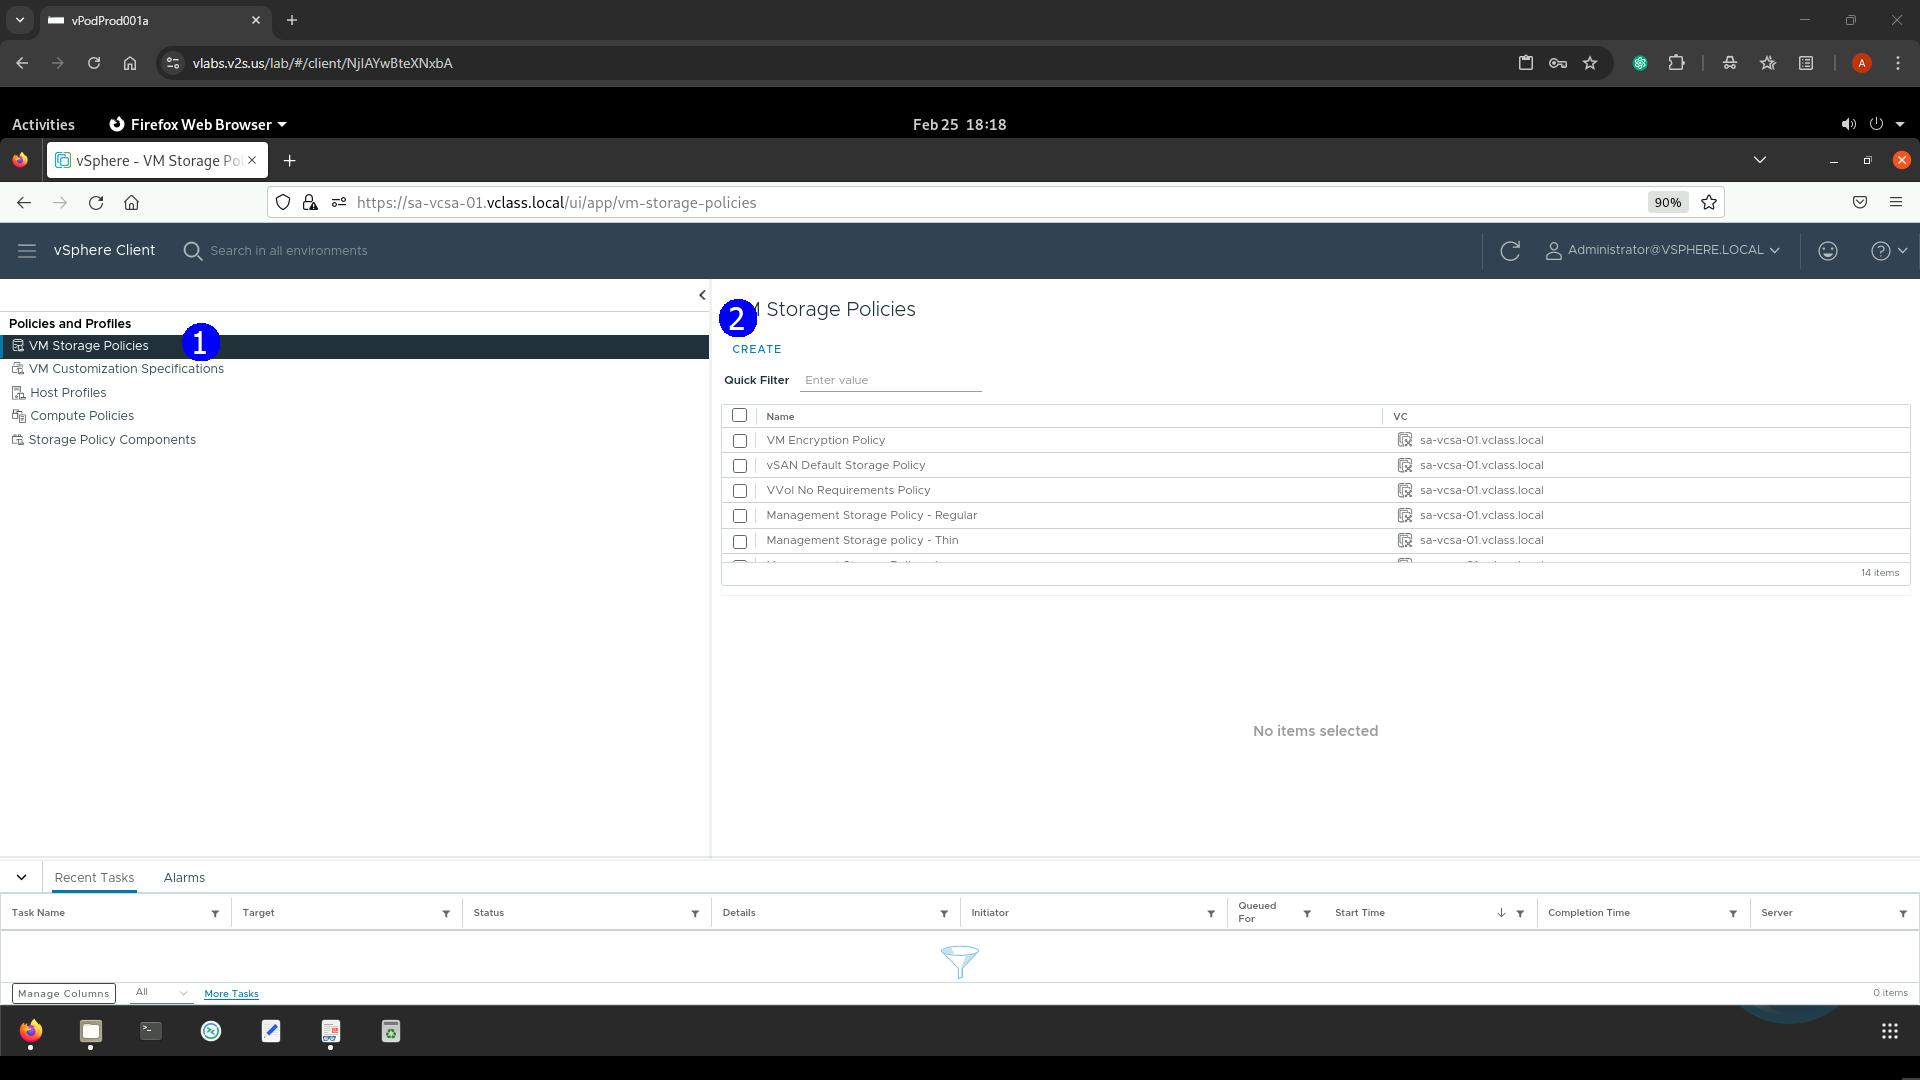 vPodProd001a
vlabs.v2s.us/lab/#/client/NjIAYwBteXNxbA
A
Activities
Firefox Web Browser
Feb 25 18:18
vSphere - VM Storage Pol
https://sa-vcsa-01.vclass.local/ui/app/vm-storage-policies
90%
vSphere Client
Search in all environments
Administrator@VSPHERE.LOCAL
Policies and Profiles
VM Storage Policies
1
VM Customization Specifications
Host Profiles
Compute Policies
Storage Policy Components
2
M Storage Policies
CREATE
Quick Filter
Enter value
Name
VC
VM Encryption Policy
sa-vcsa-01.vclass.local
vSAN Default Storage Policy
sa-vcsa-01.vclass.local
VVol No Requirements Policy
sa-vcsa-01.vclass.local
Management Storage Policy - Regular
sa-vcsa-01.vclass.local
Management Storage policy - Thin
sa-vcsa-01.vclass.local
14 items
No items selected
Recent Tasks
Alarms
Task Name
Target
Status
Details
Initiator
Queued
For
Start Time
Completion Time
Server
Manage Columns
All
More Tasks
0 items